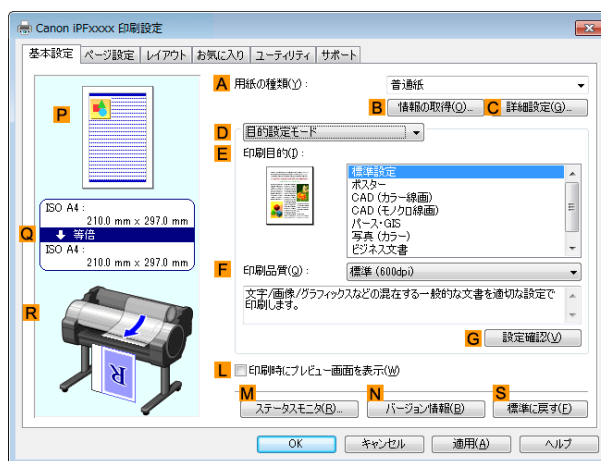 Canon iPFxxxx 印刷設定
基本設定 ページ設定 レイアウト お気に入り ユーティリティ サポート
A 用紙の種類(Y): 普通紙
B 情報の取得(O)... C 詳細設定(G)...
D 目的設定モード
E 印刷目的(I):
標準設定
ポスター
CAD (カラー線画)
CAD (モノクロ線画)
パース・GIS
写真 (カラー)
ビジネス文書
F 印刷品質(Q): 標準 (600dpi)
文字/画像/グラフィックスなどの混在する一般的な文書を適切な設定で
印刷します。
G 設定確認(V)
P
ISO A4 :
210.0 mm x 297.0 mm
Q 等倍
ISO A4 :
210.0 mm x 297.0 mm
R
R
L 印刷時にプレビュー画面を表示(W)
M N S
ステータスモニタ(R)... バージョン情報(B) 標準に戻す(F)
OK キャンセル 適用(A) ヘルプ